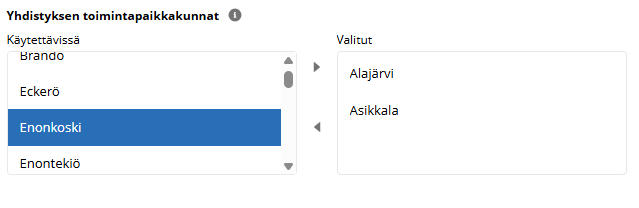 Yhdistyksen toimintapaikkakunnat
Käytettävissä
Brändö
Eckerö
Enonkoski
Enontekiö
Valitut
Alajärvi
Asikkala